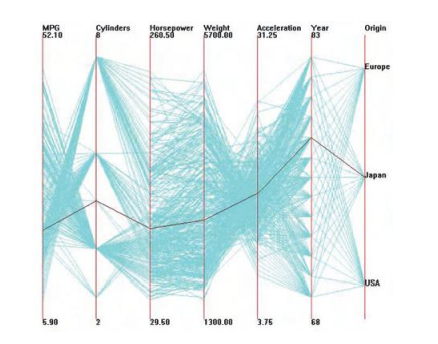 MPG Cylinders Horsepower Weight Acceleration Year Origin
52.10 8 260.50 5700.00 31.25 83
Europe
Japan
USA
5.90 2 29.50 1300.00 3.75 68